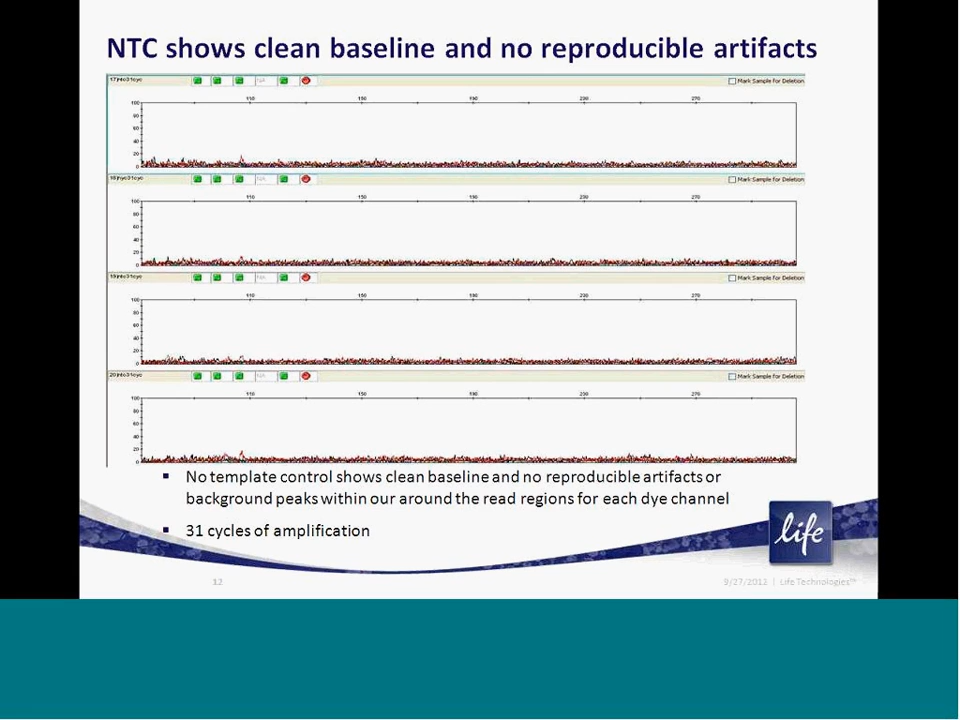 NTC shows clean baseline and no reproducible artifacts
Mark Sample for Deletion
110 150 190 230 270
100
80
60
40
20
0
Mark Sample for Deletion
110 150 190 230 270
100
80
60
40
20
0
Mark Sample for Deletion
110 150 190 230 270
100
80
60
40
20
0
Mark Sample for Deletion
110 150 190 230 270
100
80
60
40
20
0
▪ No template control shows clean baseline and no reproducible artifacts or
background peaks within our around the read regions for each dye channel
▪ 31 cycles of amplification
life
12 9/27/2012 | Life Technologies™